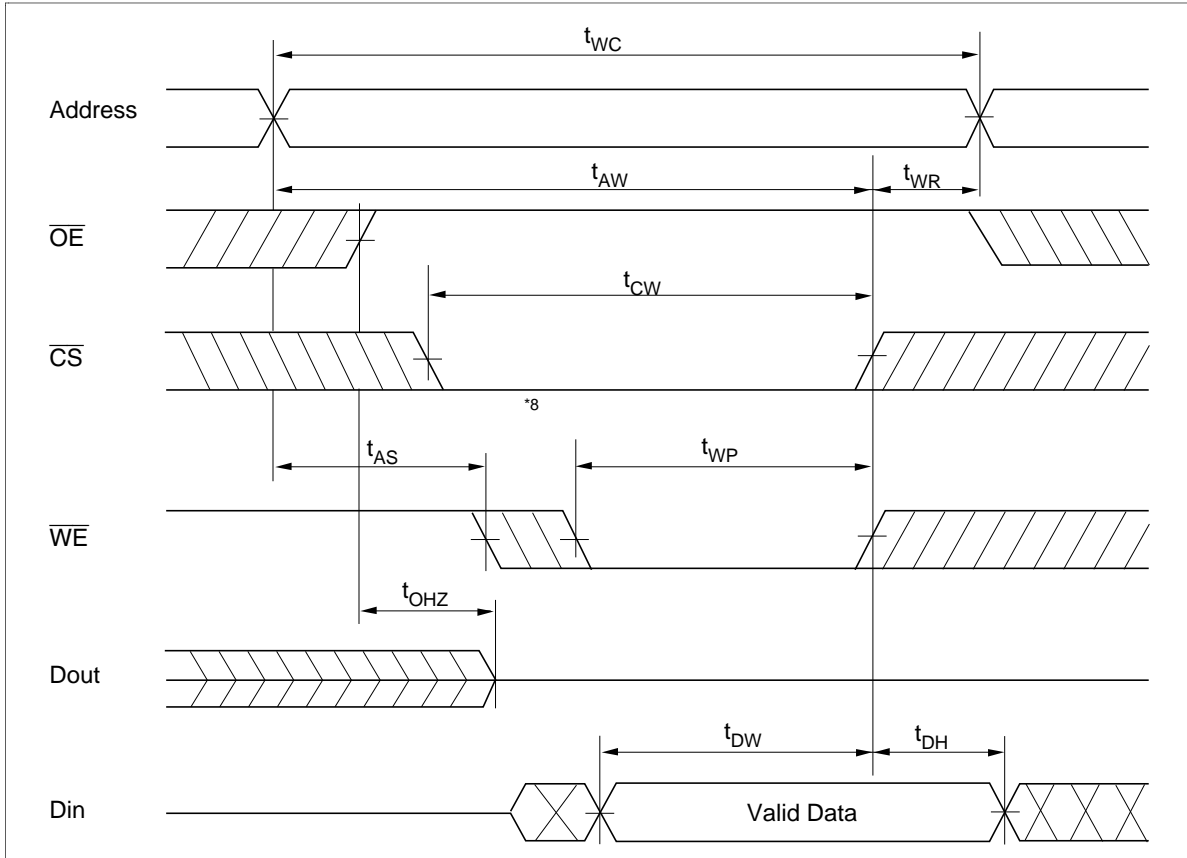 tWC
Address
tAW
tWR
OE
tCW
CS
*8
tAS
tWP
WE
tOHZ
Dout
tDW
tDH
Din
Valid Data